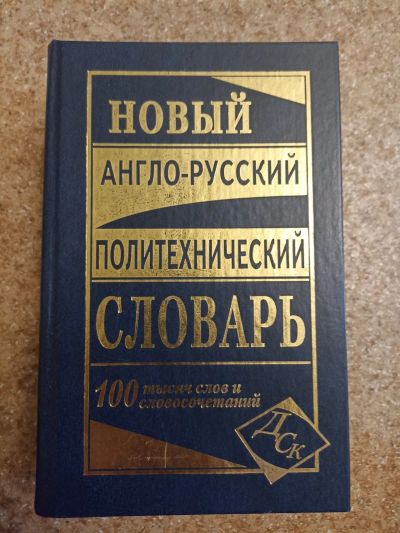 НОВЫЙ
АНГЛО-РУССКИЙ
ПОЛИТЕХНИЧЕСКИЙ
СЛОВАРЬ
100 тысяч слов и
словосочетаний
ДСК